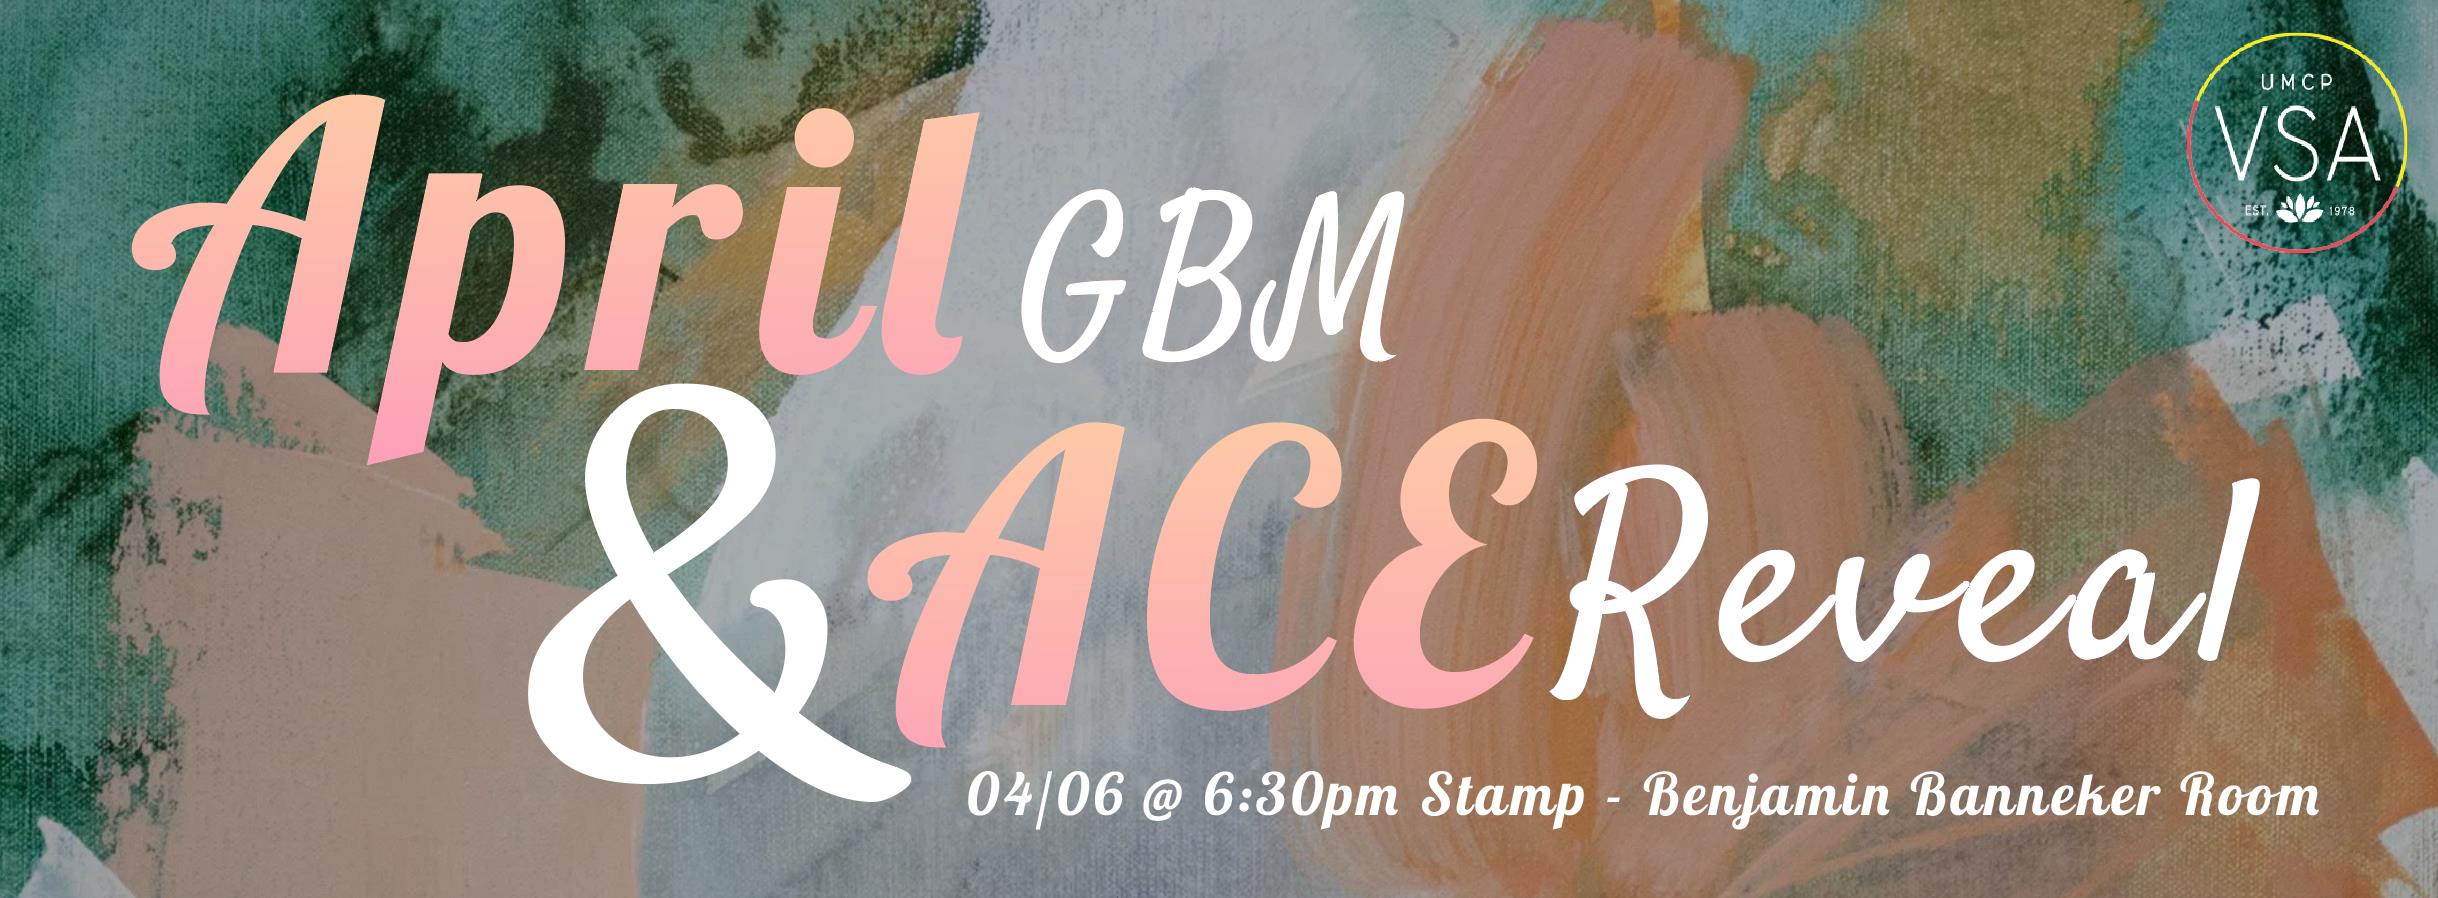 April GBM
& ACE Reveal
04/06 @ 6:30pm Stamp - Benjamin Banneker Room
UMCP
VSA
EST. 1978